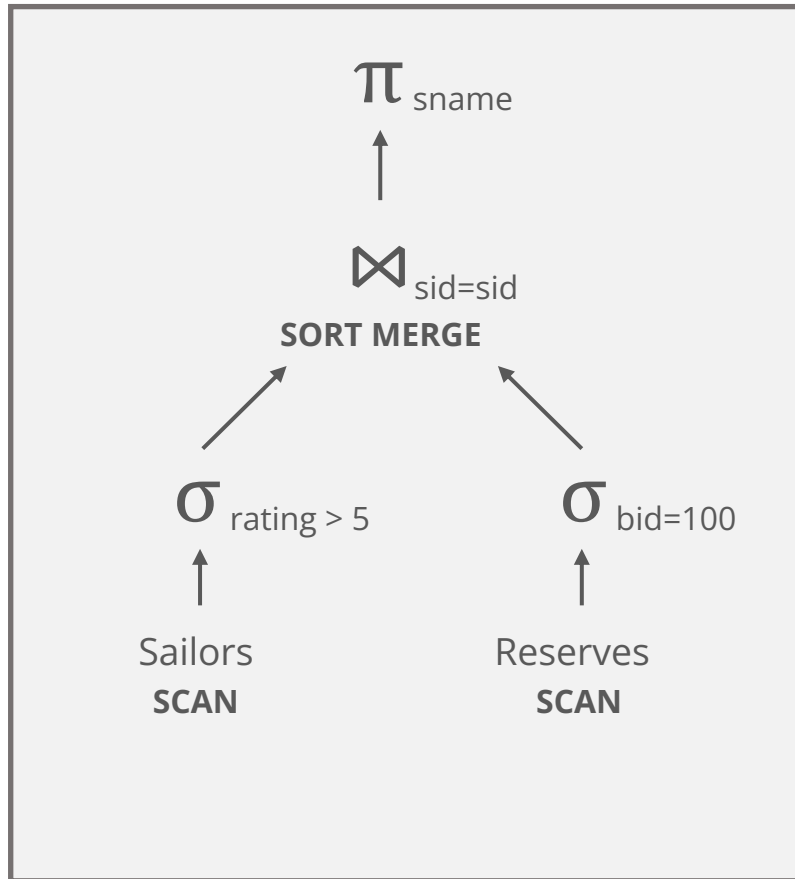 π sname
⋈ sid=sid
SORT MERGE
σ rating > 5
σ bid=100
Sailors
SCAN
Reserves
SCAN